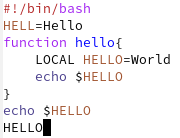 #!/bin/bash
HELL=Hello
function hello{
    LOCAL HELLO=World
    echo $HELLO
}
echo $HELLO
HELLO